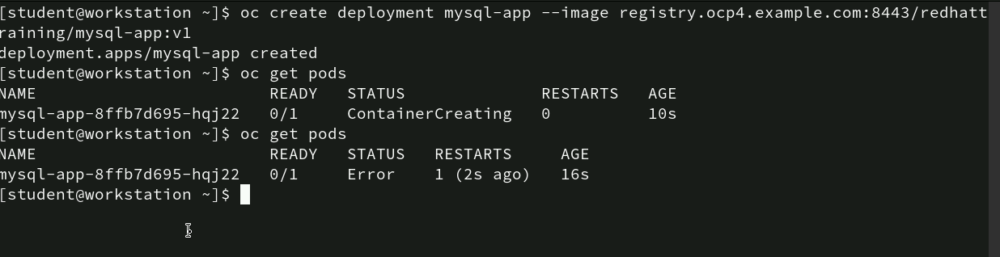 [student@workstation ~]$ oc create deployment mysql-app --image registry.ocp4.example.com:8443/redhatt
raining/mysql-app:v1
deployment.apps/mysql-app created
[student@workstation ~]$ oc get pods
NAME                        READY   STATUS              RESTARTS   AGE
mysql-app-8ffb7d695-hqj22   0/1     ContainerCreating   0          10s
[student@workstation ~]$ oc get pods
NAME                        READY   STATUS   RESTARTS     AGE
mysql-app-8ffb7d695-hqj22   0/1     Error    1 (2s ago)   16s
[student@workstation ~]$